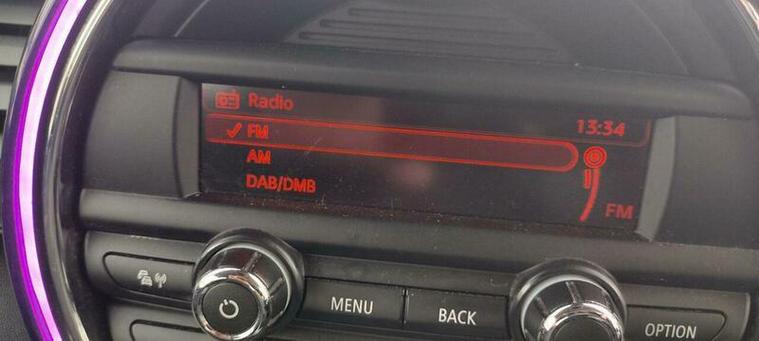 Radio
13:34
FM
AM
DAB/DMB
FM
MENU
BACK
OPTION